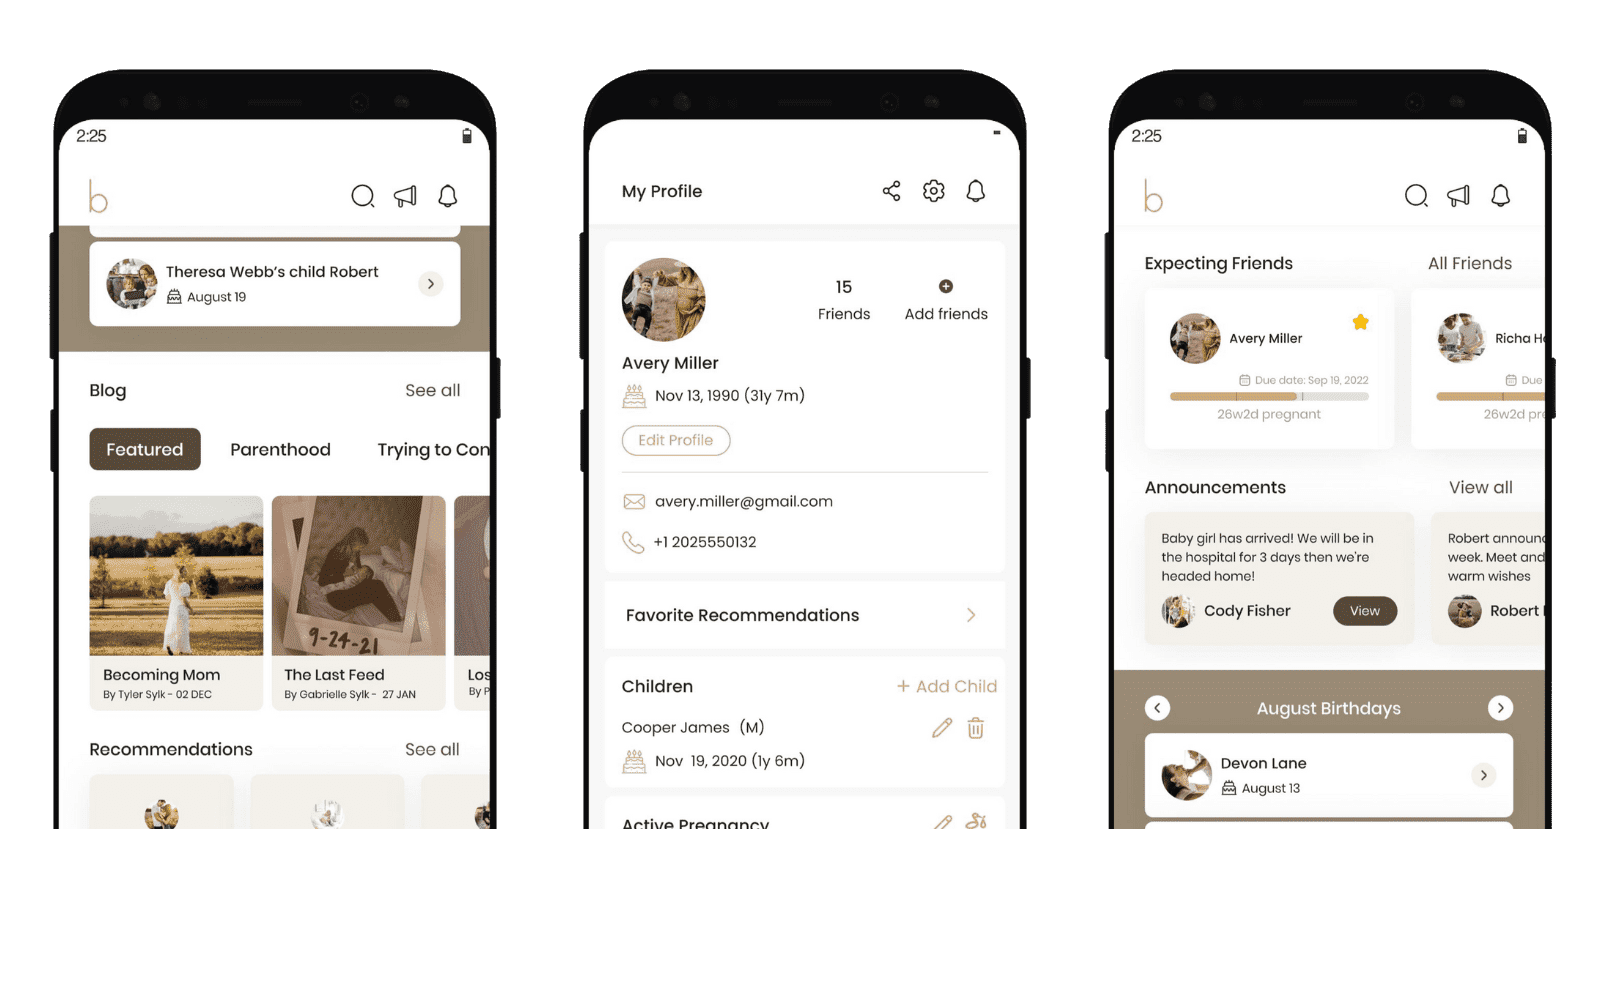 2:25
b
Theresa Webb's child Robert
August 19
Blog
See all
Featured
Parenthood
Trying to Con
9-24-21
Becoming Mom
By Tyler Sylk - 02 DEC
The Last Feed
By Gabrielle Sylk - 27 JAN
Los
By P
Recommendations
See all
My Profile
15
Friends
Add friends
Avery Miller
Nov 13, 1990 (31y 7m)
Edit Profile
avery.miller@gmail.com
+1 2025550132
Favorite Recommendations
Children
+ Add Child
Cooper James (M)
Nov 19, 2020 (1y 6m)
Active Pregnancy
2:25
b
Expecting Friends
All Friends
Avery Miller
Due date: Sep 19, 2022
26w2d pregnant
Richa H
Due
26w2d pre
Announcements
View all
Baby girl has arrived! We will be in
the hospital for 3 days then we're
headed home!
Cody Fisher
View
Robert announ
week. Meet and
warm wishes
Robert
August Birthdays
Devon Lane
August 13